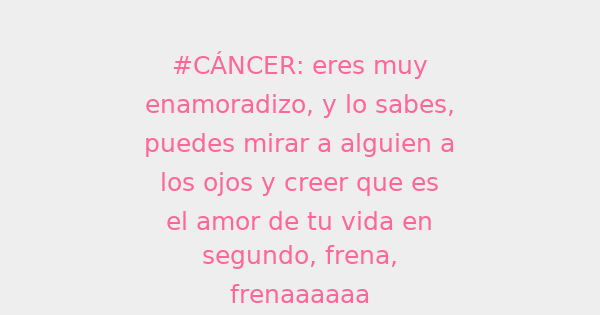 #CÁNCER: eres muy
enamoradizo, y lo sabes,
puedes mirar a alguien a
los ojos y creer que es
el amor de tu vida en
segundo, frena,
frenaaaaaa